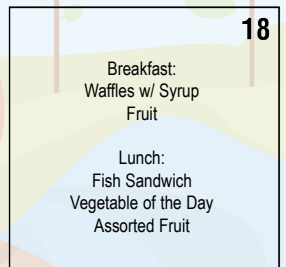 18
Breakfast:
Waffles w/ Syrup
Fruit
Lunch:
Fish Sandwich
Vegetable of the Day
Assorted Fruit